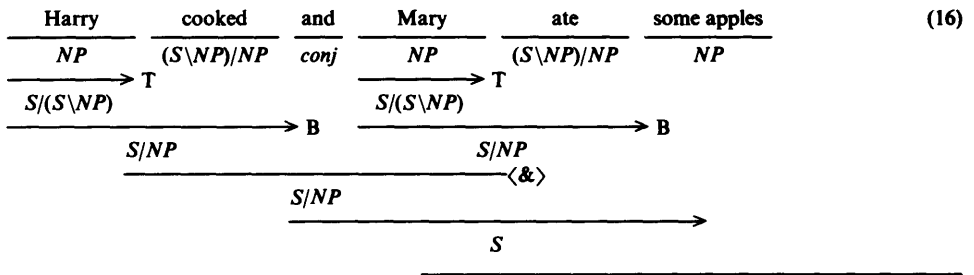 Harry cooked and Mary ate some apples (16)
NP (S\NP)/NP conj NP (S\NP)/NP NP
T T
S/(S\NP) S/(S\NP)
B B
S/NP S/NP
⟨&⟩
S/NP
S